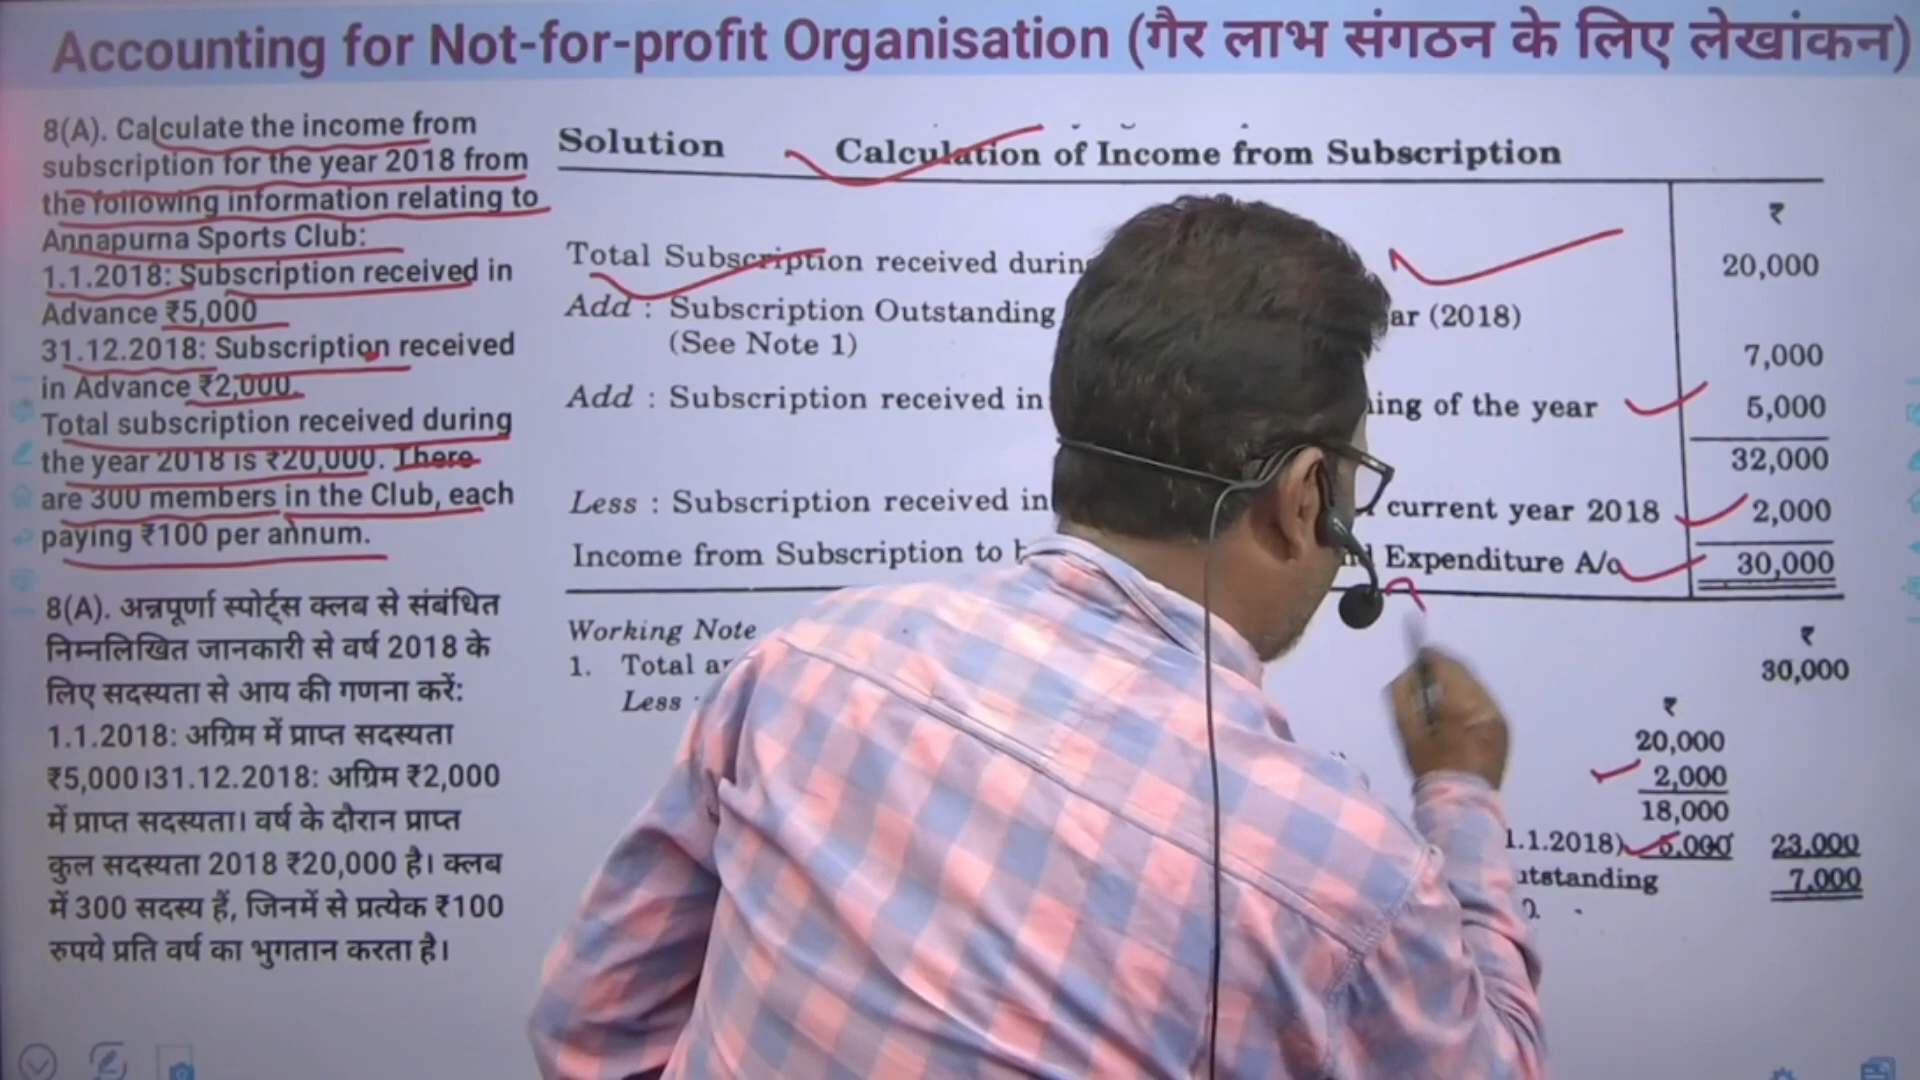 Accounting for Not-for-profit Organisation (गैर लाभ संगठन के लिए लेखांकन)
8(A). Calculate the income from
subscription for the year 2018 from
the following information relating to
Annapurna Sports Club:
1.1.2018: Subscription received in
Advance ₹5,000
31.12.2018: Subscription received
in Advance ₹2,000.
Total subscription received during
the year 2018 is ₹20,000. There
are 300 members in the Club, each
paying ₹100 per annum.
8(A). अन्नपूर्णा स्पोर्ट्स क्लब से संबंधित
निम्नलिखित जानकारी से वर्ष 2018 के
लिए सदस्यता से आय की गणना करें:
1.1.2018: अग्रिम में प्राप्त सदस्यता
₹5,000।31.12.2018: अग्रिम ₹2,000
में प्राप्त सदस्यता। वर्ष के दौरान प्राप्त
कुल सदस्यता 2018 ₹20,000 है। क्लब
में 300 सदस्य हैं, जिनमें से प्रत्येक ₹100
रुपये प्रति वर्ष का भुगतान करता है।
Solution Calculation of Income from Subscription
₹
Total Subscription received 20,000
Add : Subscription Outstanding (2018)
(See Note 1) 7,000
Add : Subscription received in of the year 5,000
32,000
Less : Subscription received in current year 2018 2,000
Income from Subscription to Expenditure A/c 30,000
Working Note
₹
1. Total 30,000
Less
₹
20,000
2,000
18,000
1.1.2018) 5,000 23,000
7,000